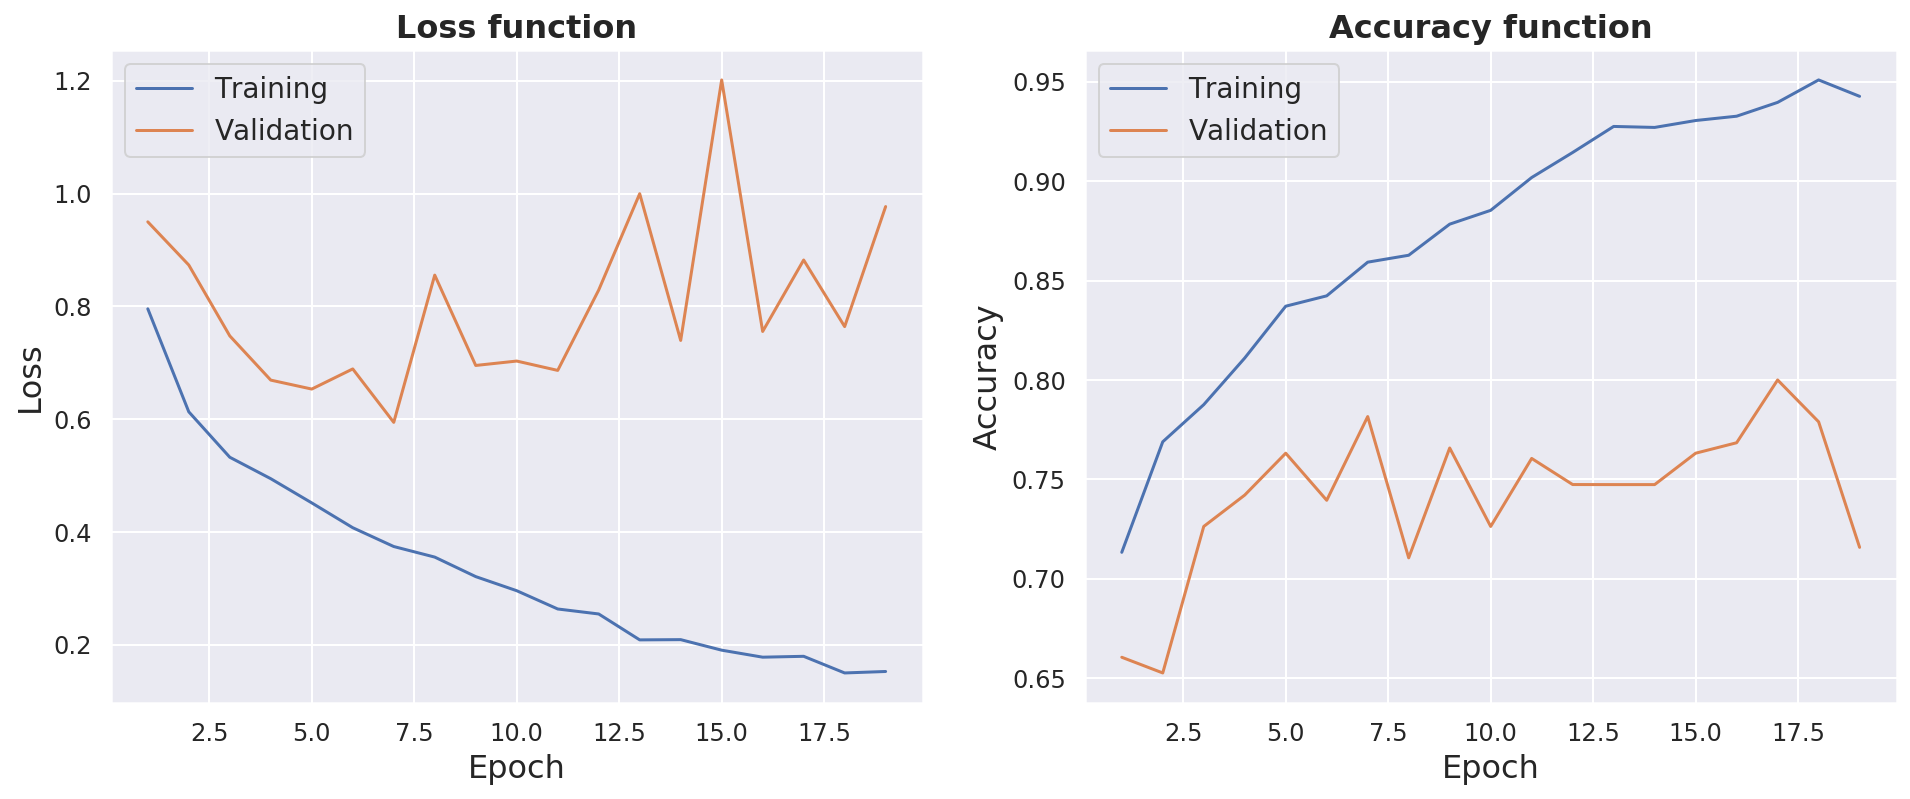 Loss function
Training
Validation
1.2
1.0
0.8
0.6
0.4
0.2
Loss
2.5 5.0 7.5 10.0 12.5 15.0 17.5
Epoch
Accuracy function
Training
Validation
0.95
0.90
0.85
0.80
0.75
0.70
0.65
Accuracy
2.5 5.0 7.5 10.0 12.5 15.0 17.5
Epoch